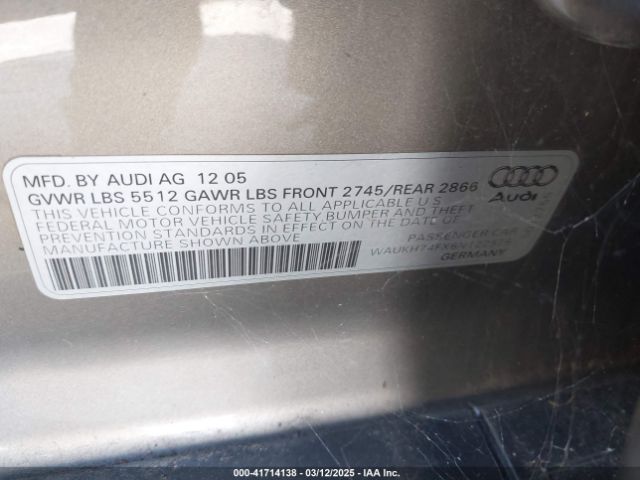 MFD. BY AUDI AG 12 05
GVWR LBS 5512 GAWR LBS FRONT 2745/REAR 2866
THIS VEHICLE CONFORMS TO ALL APPLICABLE U.S
FEDERAL MOTOR VEHICLE SAFETY, BUMPER AND THEFT
PREVENTION STANDARDS IN EFFECT ON THE DATE OF
MANUFACTURE SHOWN ABOVE
Audi
PASSENGER CAR
GERMANY
000-41714138 - 03/12/2025 - IAA Inc.